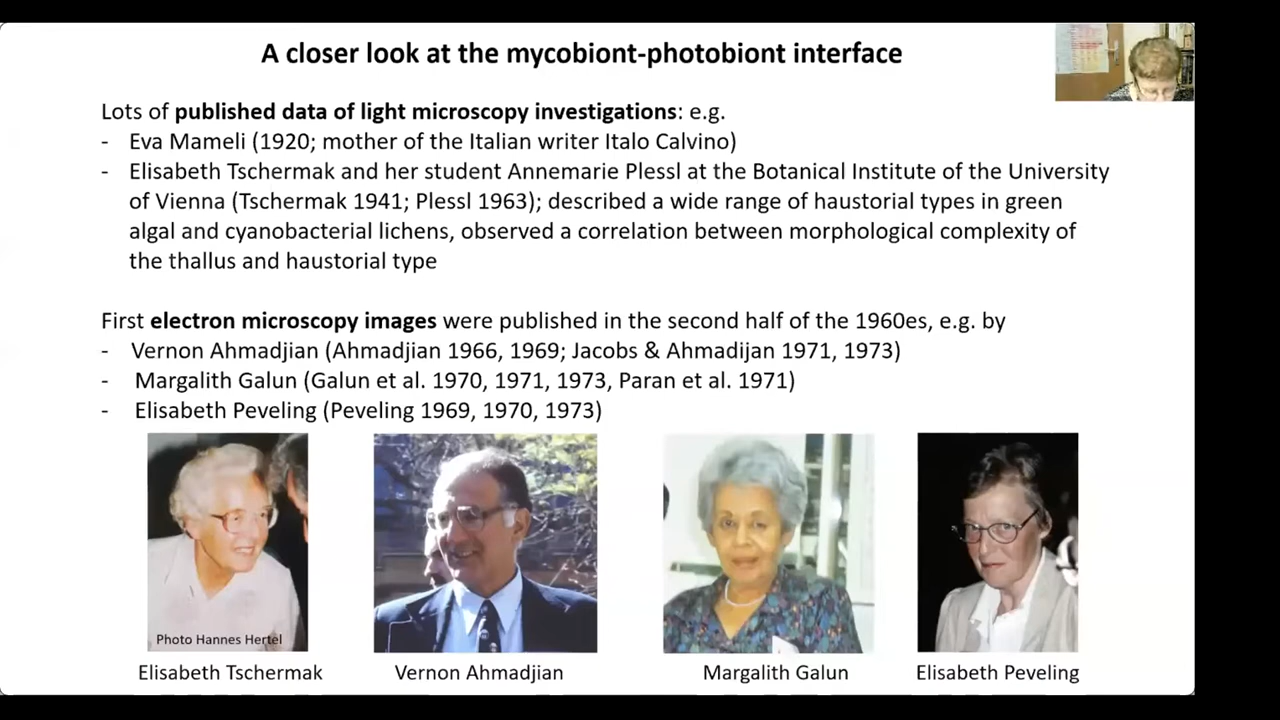 A closer look at the mycobiont-photobiont interface
Lots of published data of light microscopy investigations: e.g.
- Eva Mameli (1920; mother of the Italian writer Italo Calvino)
- Elisabeth Tschermak and her student Annemarie Plessl at the Botanical Institute of the University
of Vienna (Tschermak 1941; Plessl 1963); described a wide range of haustorial types in green
algal and cyanobacterial lichens, observed a correlation between morphological complexity of
the thallus and haustorial type
First electron microscopy images were published in the second half of the 1960es, e.g. by
- Vernon Ahmadjian (Ahmadjian 1966, 1969; Jacobs & Ahmadijan 1971, 1973)
- Margalith Galun (Galun et al. 1970, 1971, 1973, Paran et al. 1971)
- Elisabeth Peveling (Peveling 1969, 1970, 1973)
Photo Hannes Hertel
Elisabeth Tschermak
Vernon Ahmadjian
Margalith Galun
Elisabeth Peveling